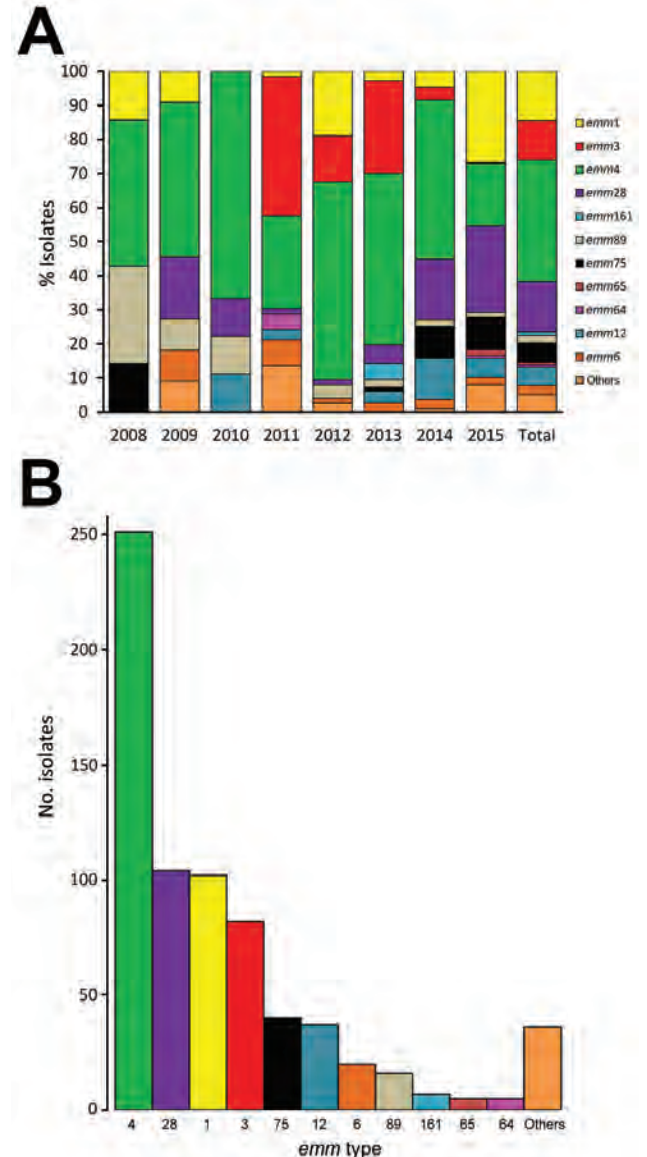 A
% Isolates
100
90
80
70
60
50
40
30
20
10
0
2008 2009 2010 2011 2012 2013 2014 2015 Total
emm1
emm3
emm4
emm28
emm161
emm89
emm75
emm65
emm64
emm12
emm6
Others
B
No. isolates
250
200
150
100
50
0
4 28 1 3 75 12 6 89 161 65 64 Others
emm type